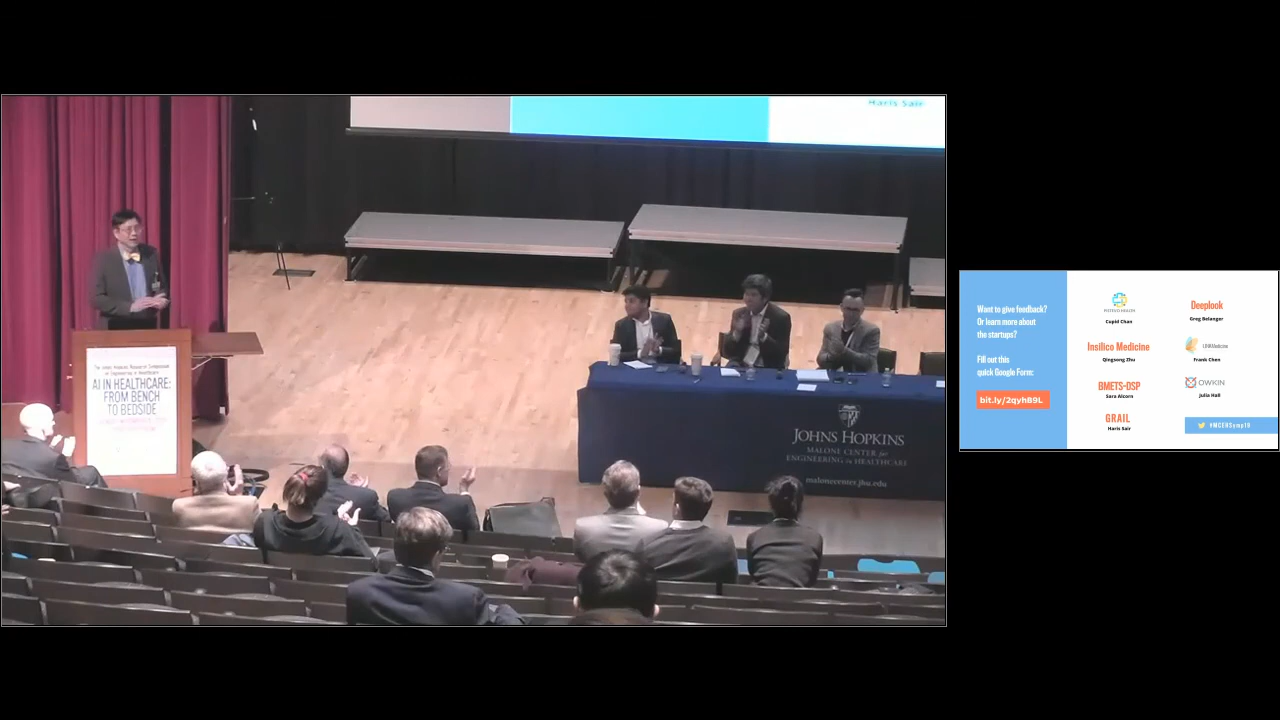 Haris Sair
The Johns Hopkins Research Symposium
on Engineering in Healthcare
AI IN HEALTHCARE:
FROM BENCH
TO BEDSIDE
JOHNS HOPKINS
MALONE CENTER for
ENGINEERING in HEALTHCARE
malonecenter.jhu.edu
Want to give feedback?
Or learn more about
the startups?
Fill out this
quick Google Form:
bit.ly/2qyhB9L
Cupid Chan
Deeplook
Greg Belanger
Insilico Medicine
Qingsong Zhu
Frank Chen
BMETS-DSP
Sara Alcorn
OWKIN
Julia Hall
GRAIL
Haris Sair
#MCEHSymp19